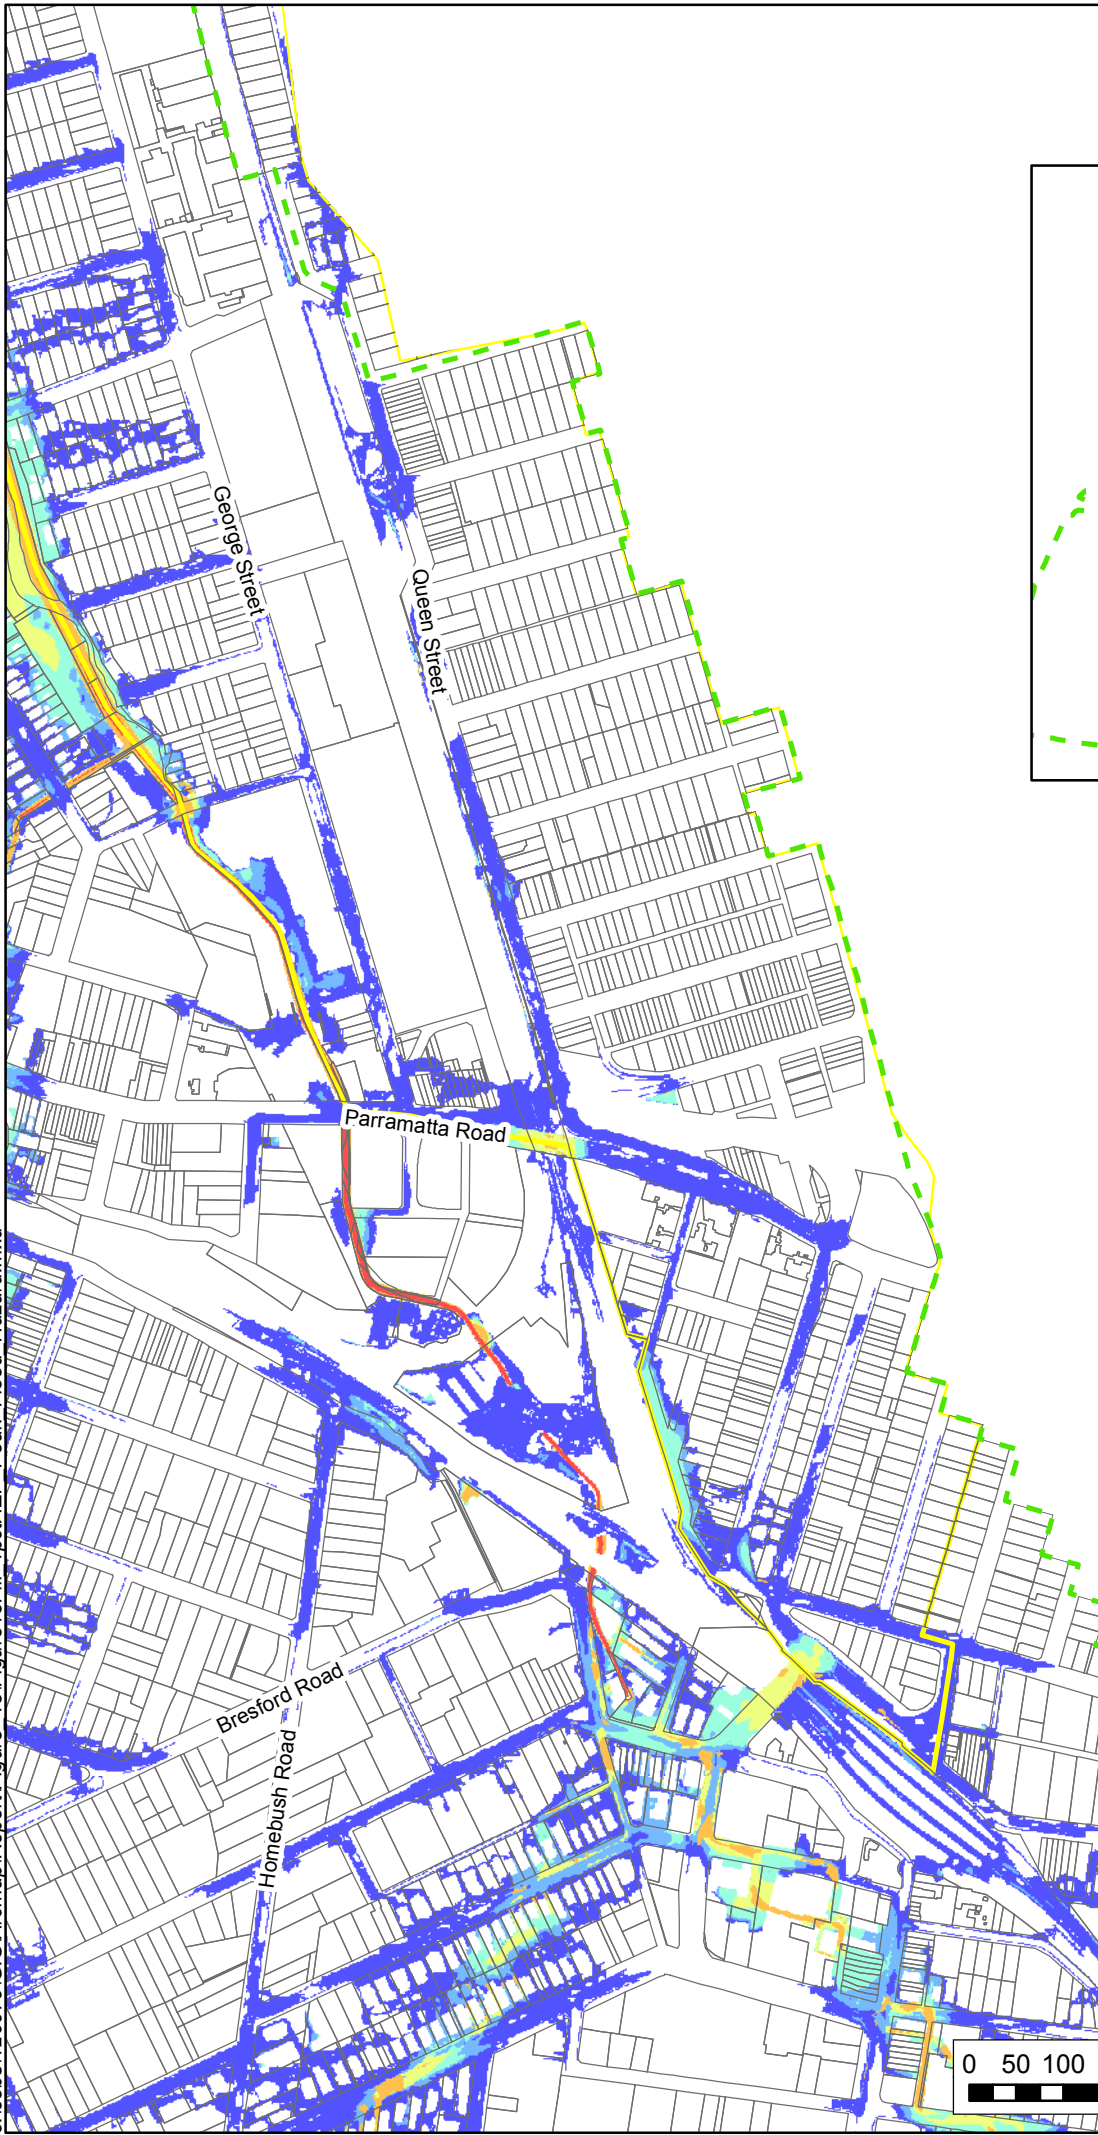 George Street
Queen Street
Parramatta Road
Bresford Road
Homebush Road
0 50 100